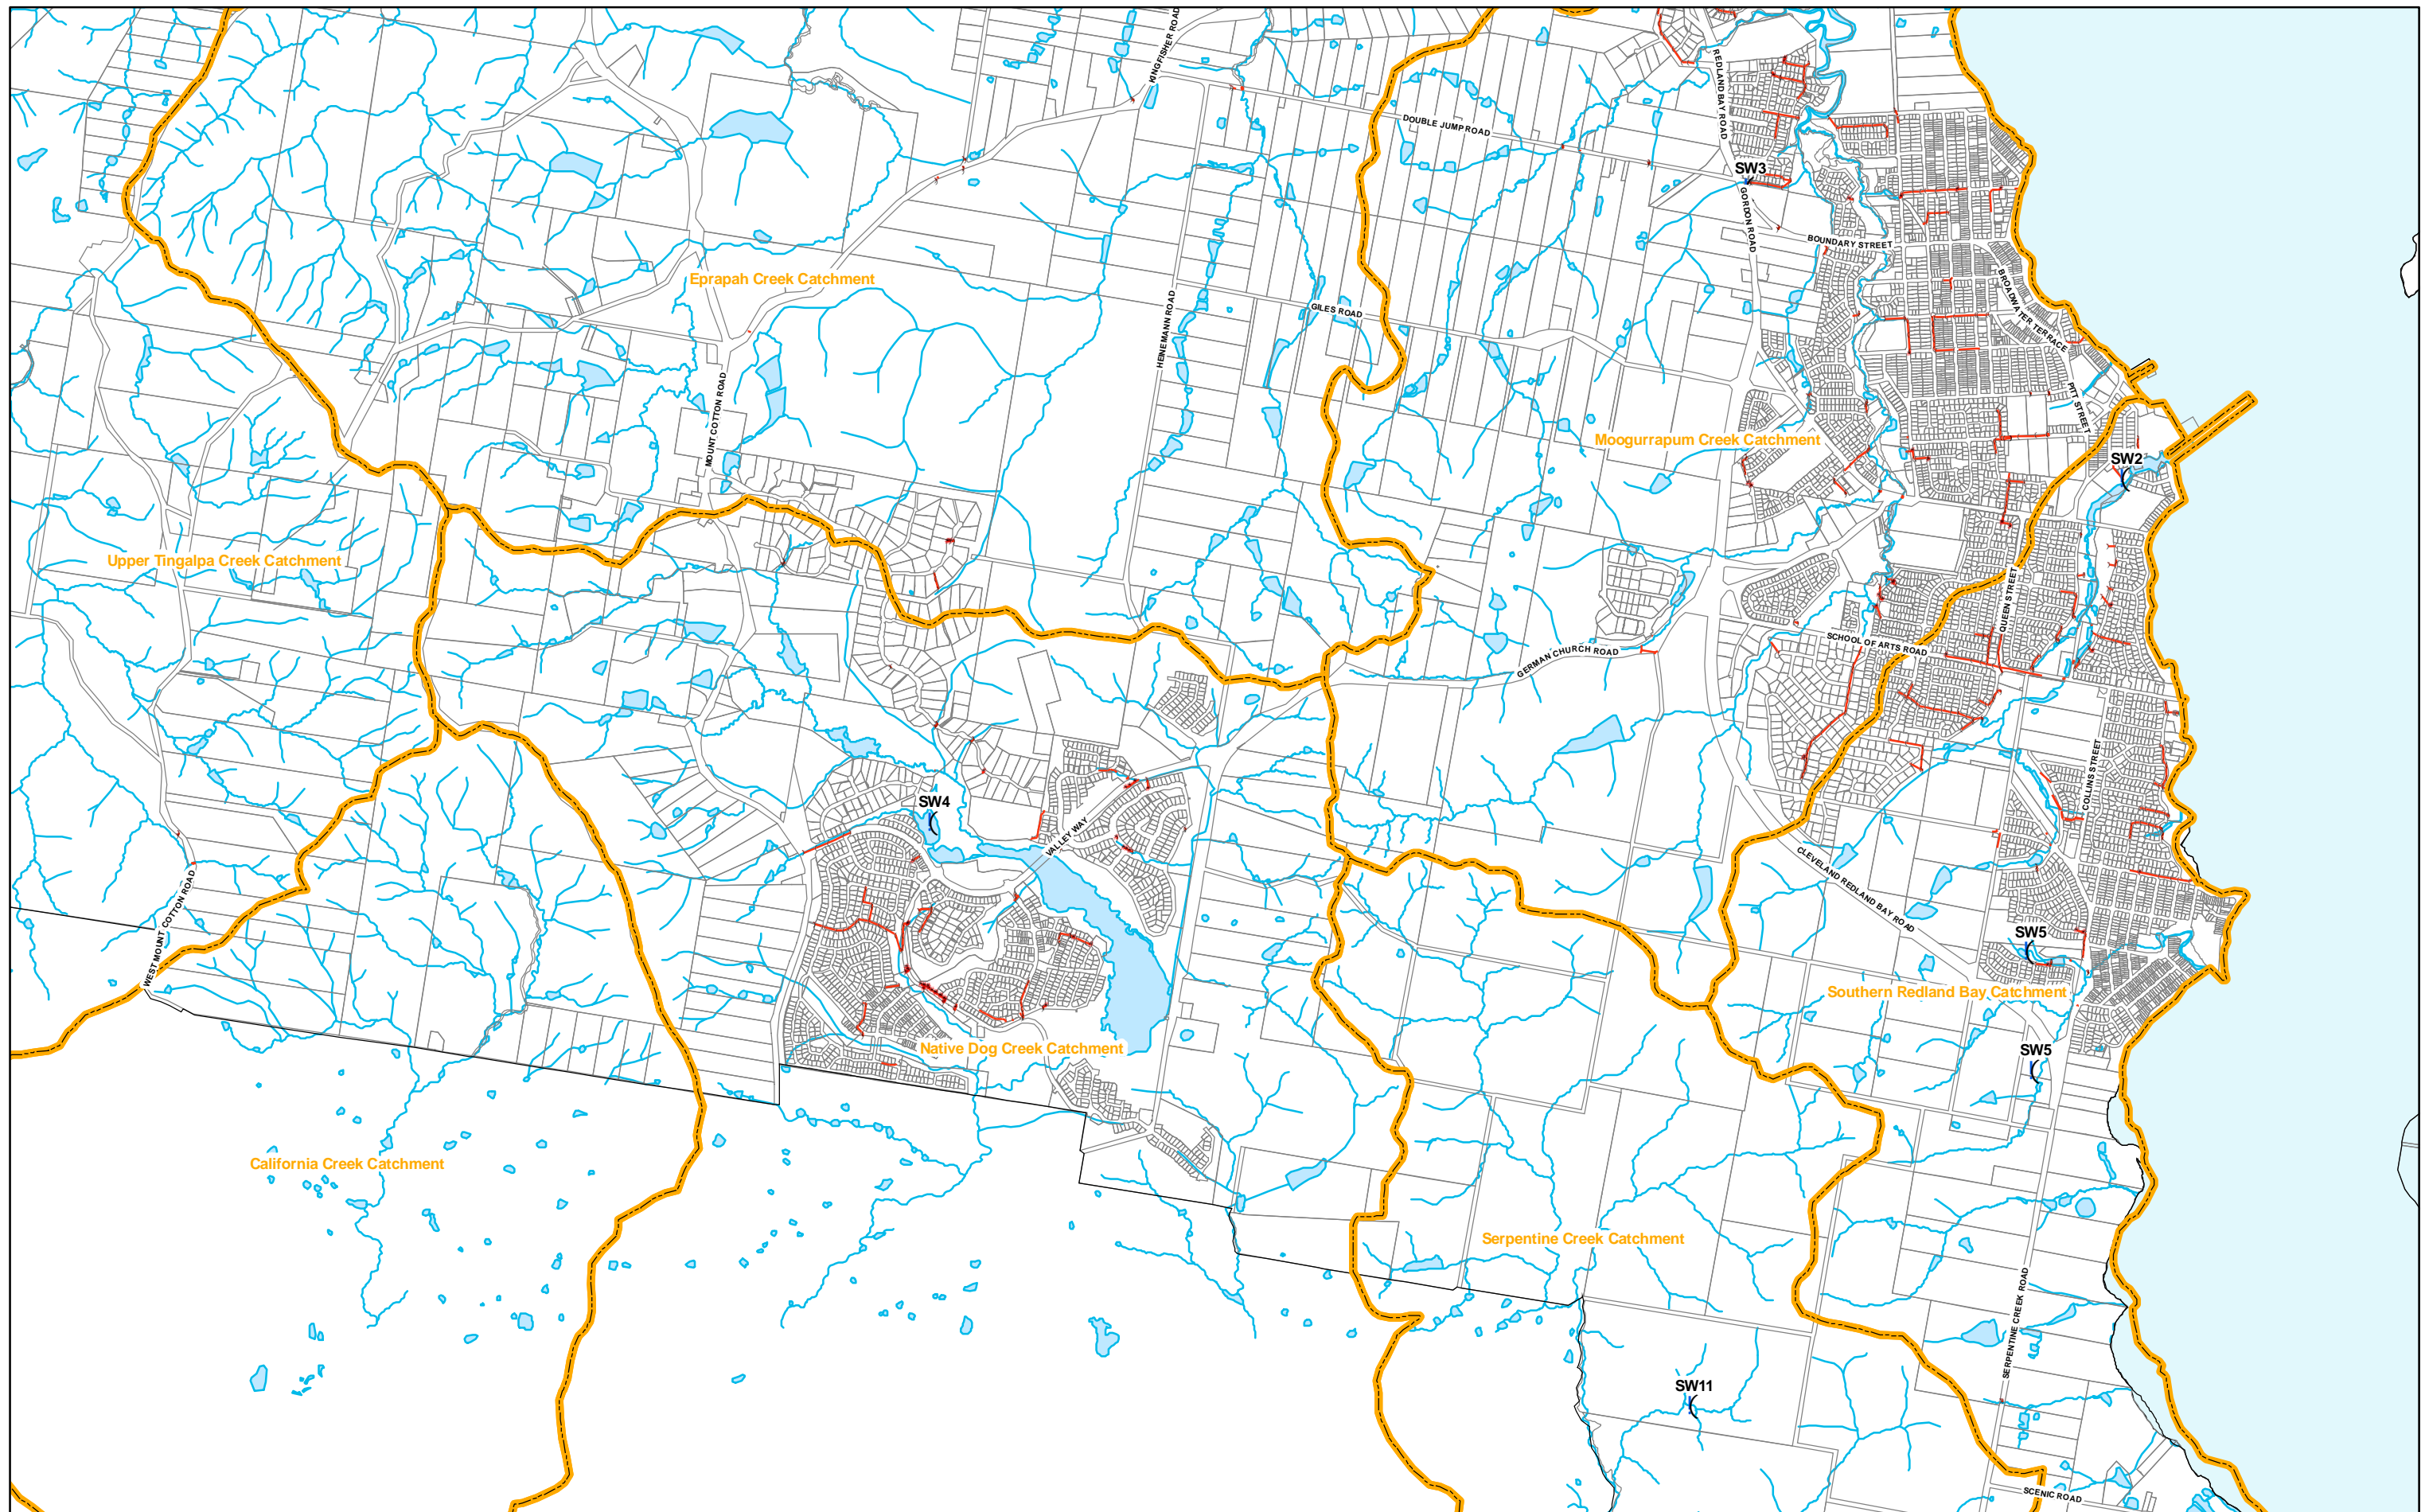 KINGFISHER ROAD
REDLAND BAY ROAD
DOUBLE JUMP ROAD
SW3
GORDON ROAD
BOUNDARY STREET
Eprapah Creek Catchment
BROADWATER TERRACE
HEINEMANN ROAD
GILES ROAD
MOUNT COTTON ROAD
PITT STREET
Moogurrapum Creek Catchment
SW2
Upper Tingalpa Creek Catchment
QUEEN STREET
SCHOOL OF ARTS ROAD
GERMAN CHURCH ROAD
COLLINS STREET
SW4
VALLEY WAY
CLEVELAND REDLAND BAY ROAD
WEST MOUNT COTTON ROAD
SW5
Southern Redland Bay Catchment
Native Dog Creek Catchment
SW5
California Creek Catchment
Serpentine Creek Catchment
SERPENTINE CREEK ROAD
SW11
SCENIC ROAD